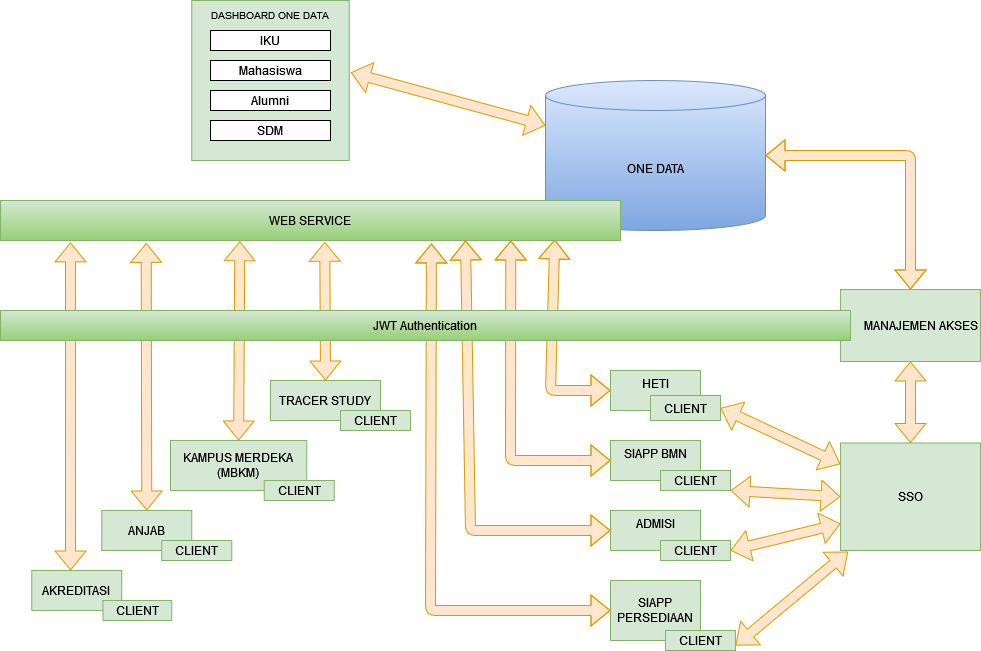 DASHBOARD ONE DATA
IKU
Mahasiswa
Alumni
SDM
ONE DATA
WEB SERVICE
JWT Authentication
MANAJEMEN AKSES
TRACER STUDY
CLIENT
HETI
CLIENT
KAMPUS MERDEKA
(MBKM)
CLIENT
SIAPP BMN
CLIENT
SSO
ANJAB
CLIENT
ADMISI
CLIENT
AKREDITASI
CLIENT
SIAPP
PERSEDIAAN
CLIENT